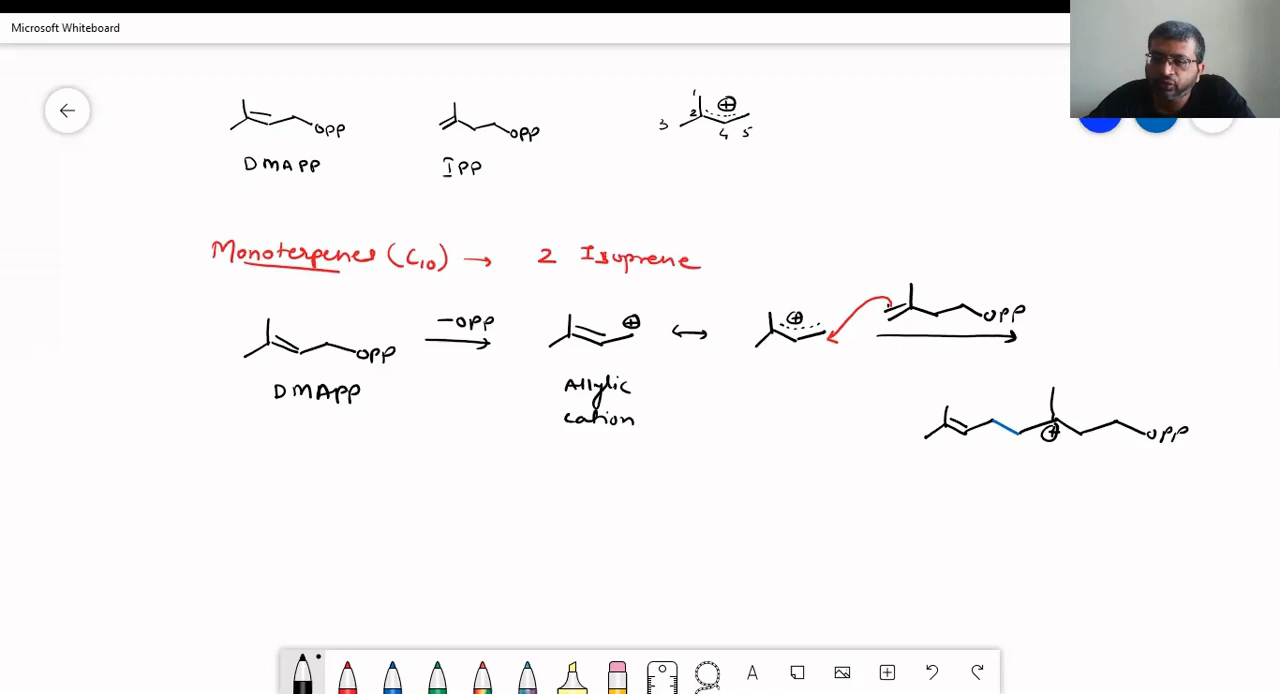 Microsoft Whiteboard
OPP
OPP
DMAPP
IPP
1
2
3
4
5
⊕
Monoterpenes (C10) → 2 Isoprene
OPP
DMAPP
-OPP
⊕
Allylic
cation
↔
⊕
OPP
⊕
OPP
A